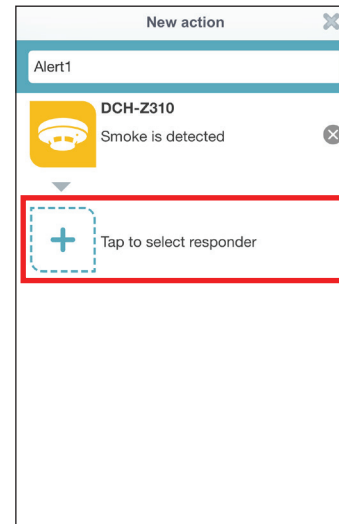 New action
Alert1
DCH-Z310
Smoke is detected
Tap to select responder